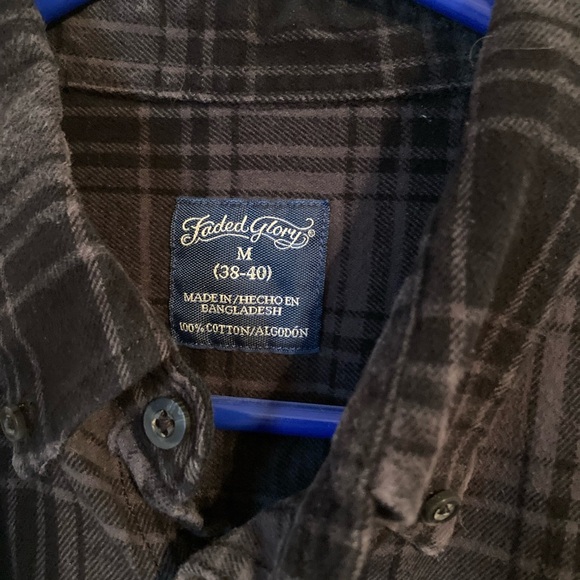 Faded Glory®
M
(38-40)
MADE IN/HECHO EN
BANGLADESH
100% COTTON/ALGODÓN